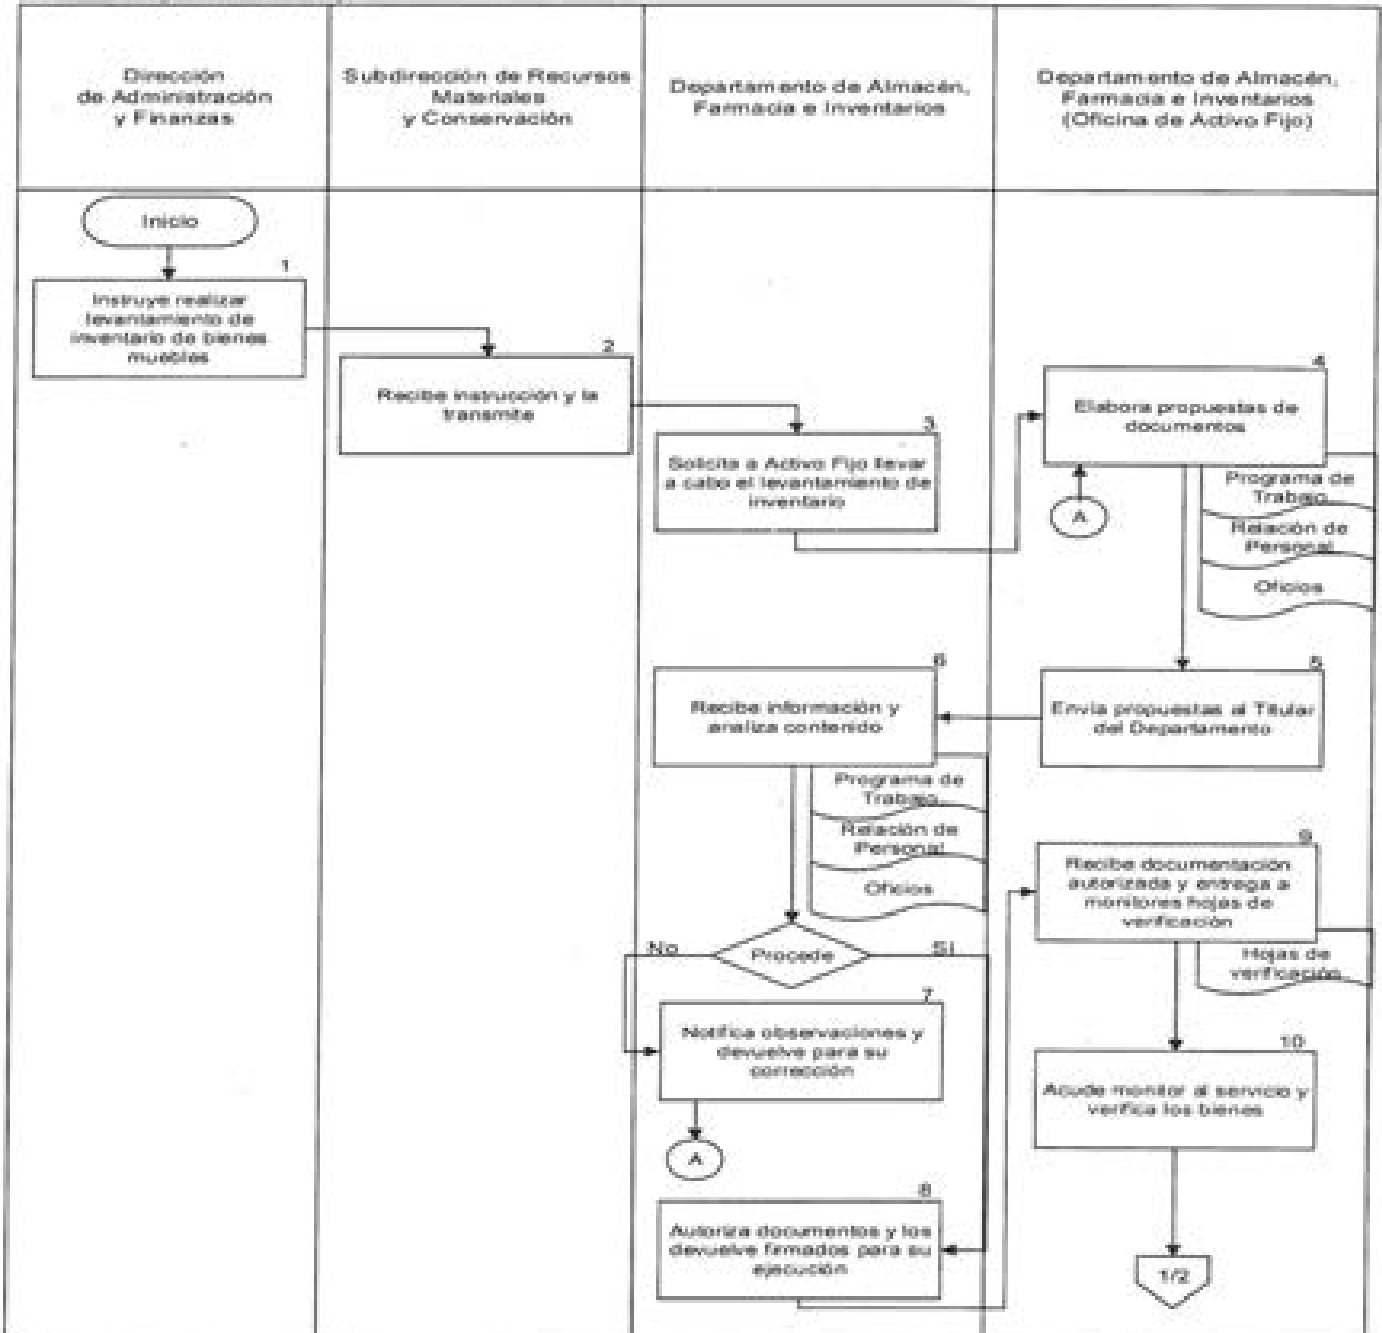 Dirección
de Administración
y Finanzas
Subdirección de Recursos
Materiales
y Conservación
Departamento de Almacén,
Farmacia e Inventarios
Departamento de Almacén,
Farmacia e Inventarios
(Oficina de Activo Fijo)
Inicio
1
Instruye realizar
levantamiento de
inventario de bienes
muebles
2
Recibe instrucción y la
transmite
3
Solicita a Activo Fijo llevar
a cabo el levantamiento de
inventario
4
Elabora propuestas de
documentos
Programa de
Trabajo
Relación de
Personal
Oficios
A
5
Envía propuestas al Titular
del Departamento
6
Recibe información y
analiza contenido
Programa de
Trabajo
Relación de
Personal
Oficios
Procede
No
Si
7
Notifica observaciones y
devuelve para su
corrección
A
8
Autoriza documentos y los
devuelve firmados para su
ejecución
9
Recibe documentación
autorizada y entrega a
monitores hojas de
verificación
Hojas de
verificación
10
Acude monitor al servicio y
verifica los bienes
1/2